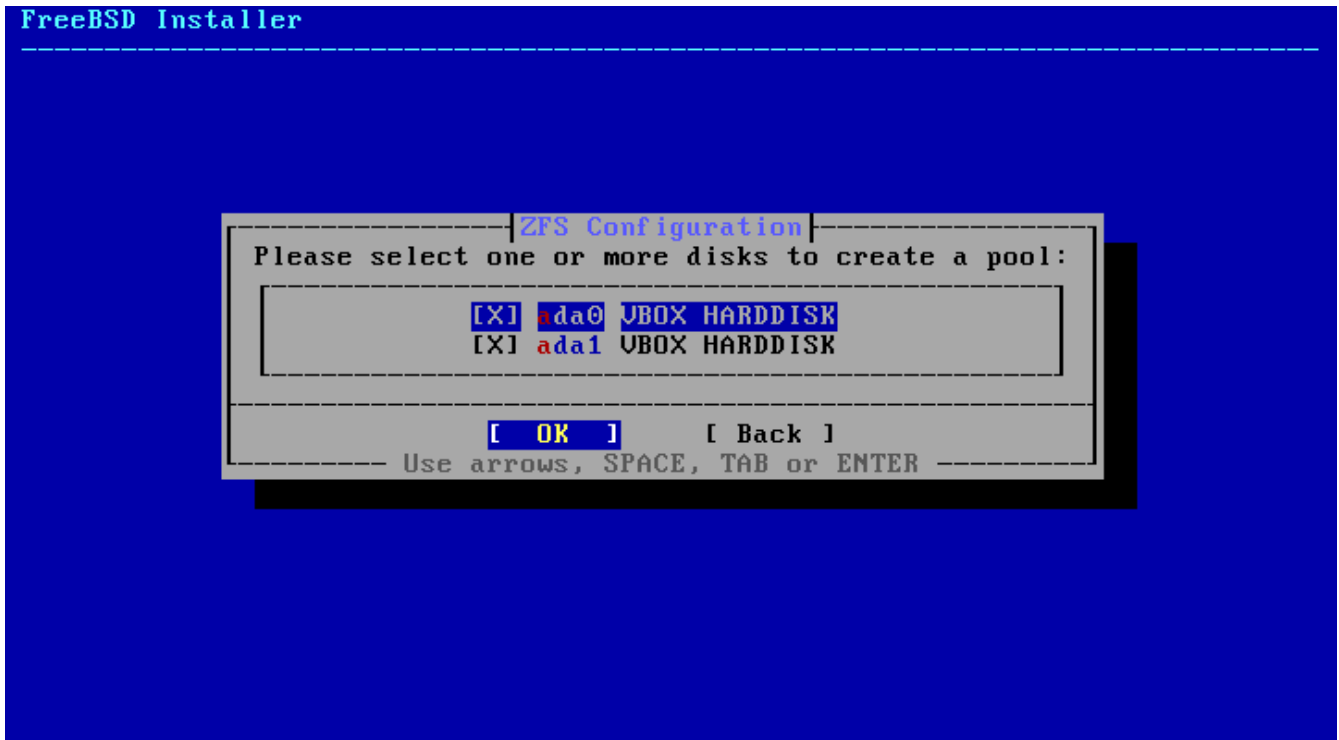 FreeBSD Installer
ZFS Configuration
Please select one or more disks to create a pool:
[X] ada0 VBOX HARDDISK
[X] ada1 VBOX HARDDISK
[ OK ] [ Back ]
Use arrows, SPACE, TAB or ENTER